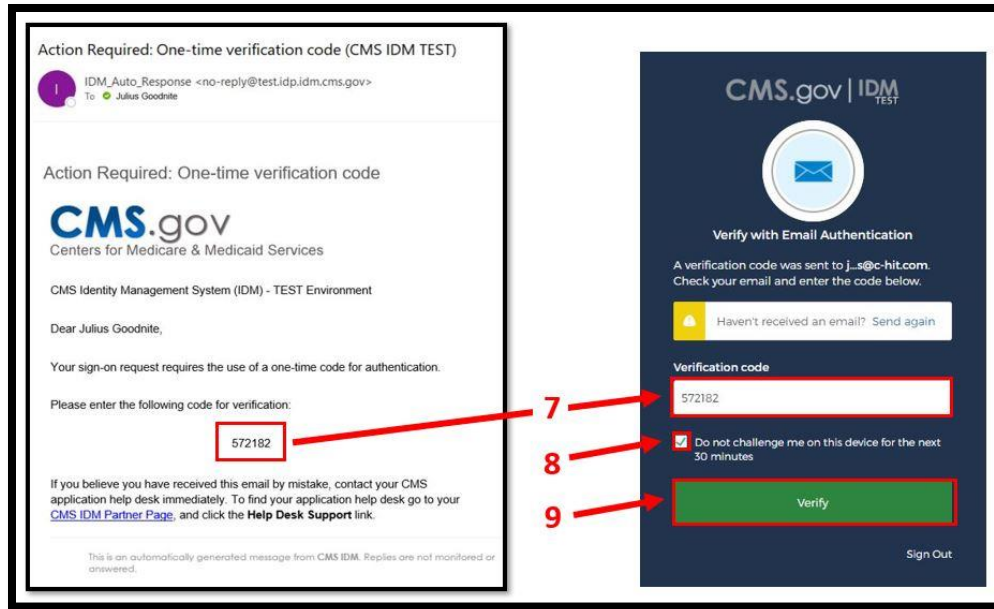 Action Required: One-time verification code (CMS IDM TEST)
I
IDM_Auto_Response <no-reply@test.idp.idm.cms.gov>
To Julius Goodnite
Action Required: One-time verification code
CMS.gov
Centers for Medicare & Medicaid Services
CMS Identity Management System (IDM) - TEST Environment
Dear Julius Goodnite,
Your sign-on request requires the use of a one-time code for authentication.
Please enter the following code for verification:
572182
If you believe you have received this email by mistake, contact your CMS
application help desk immediately. To find your application help desk go to your
CMS IDM Partner Page, and click the Help Desk Support link.
This is an automatically generated message from CMS IDM. Replies are not monitored or
answered.
7
8
9
CMS.gov | IDM
TEST
Verify with Email Authentication
A verification code was sent to j...s@c-hit.com.
Check your email and enter the code below.
Haven't received an email? Send again
Verification code
572182
Do not challenge me on this device for the next
30 minutes
Verify
Sign Out